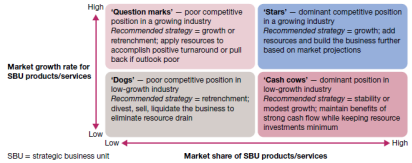 High
'Question marks' — poor competitive
position in a growing industry
Recommended strategy = growth or
retrenchment; apply resources to
accomplish positive turnaround or pull
back if outlook poor
'Stars' — dominant competitive position
in a growing industry
Recommended strategy = growth; add
resources and build the business further
based on market projections
Market growth rate for
SBU products/services
'Dogs' — poor competitive position in
low-growth industry
Recommended strategy = retrenchment;
divest, sell, liquidate the business to
eliminate resource drain
'Cash cows' — dominant position in
low-growth industry
Recommended strategy = stability or
modest growth; maintain benefits of
strong cash flow while keeping resource
investments minimum
Low
Low
High
SBU = strategic business unit
Market share of SBU products/services